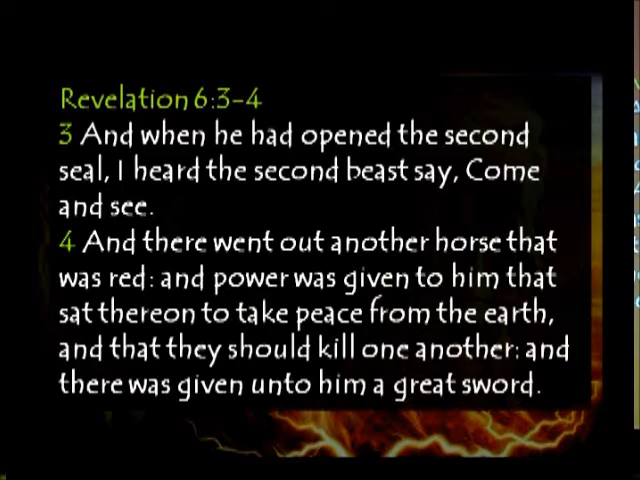 Revelation 6:3-4
3 And when he had opened the second
seal, I heard the second beast say, Come
and see.
4 And there went out another horse that
was red: and power was given to him that
sat thereon to take peace from the earth,
and that they should kill one another: and
there was given unto him a great sword.